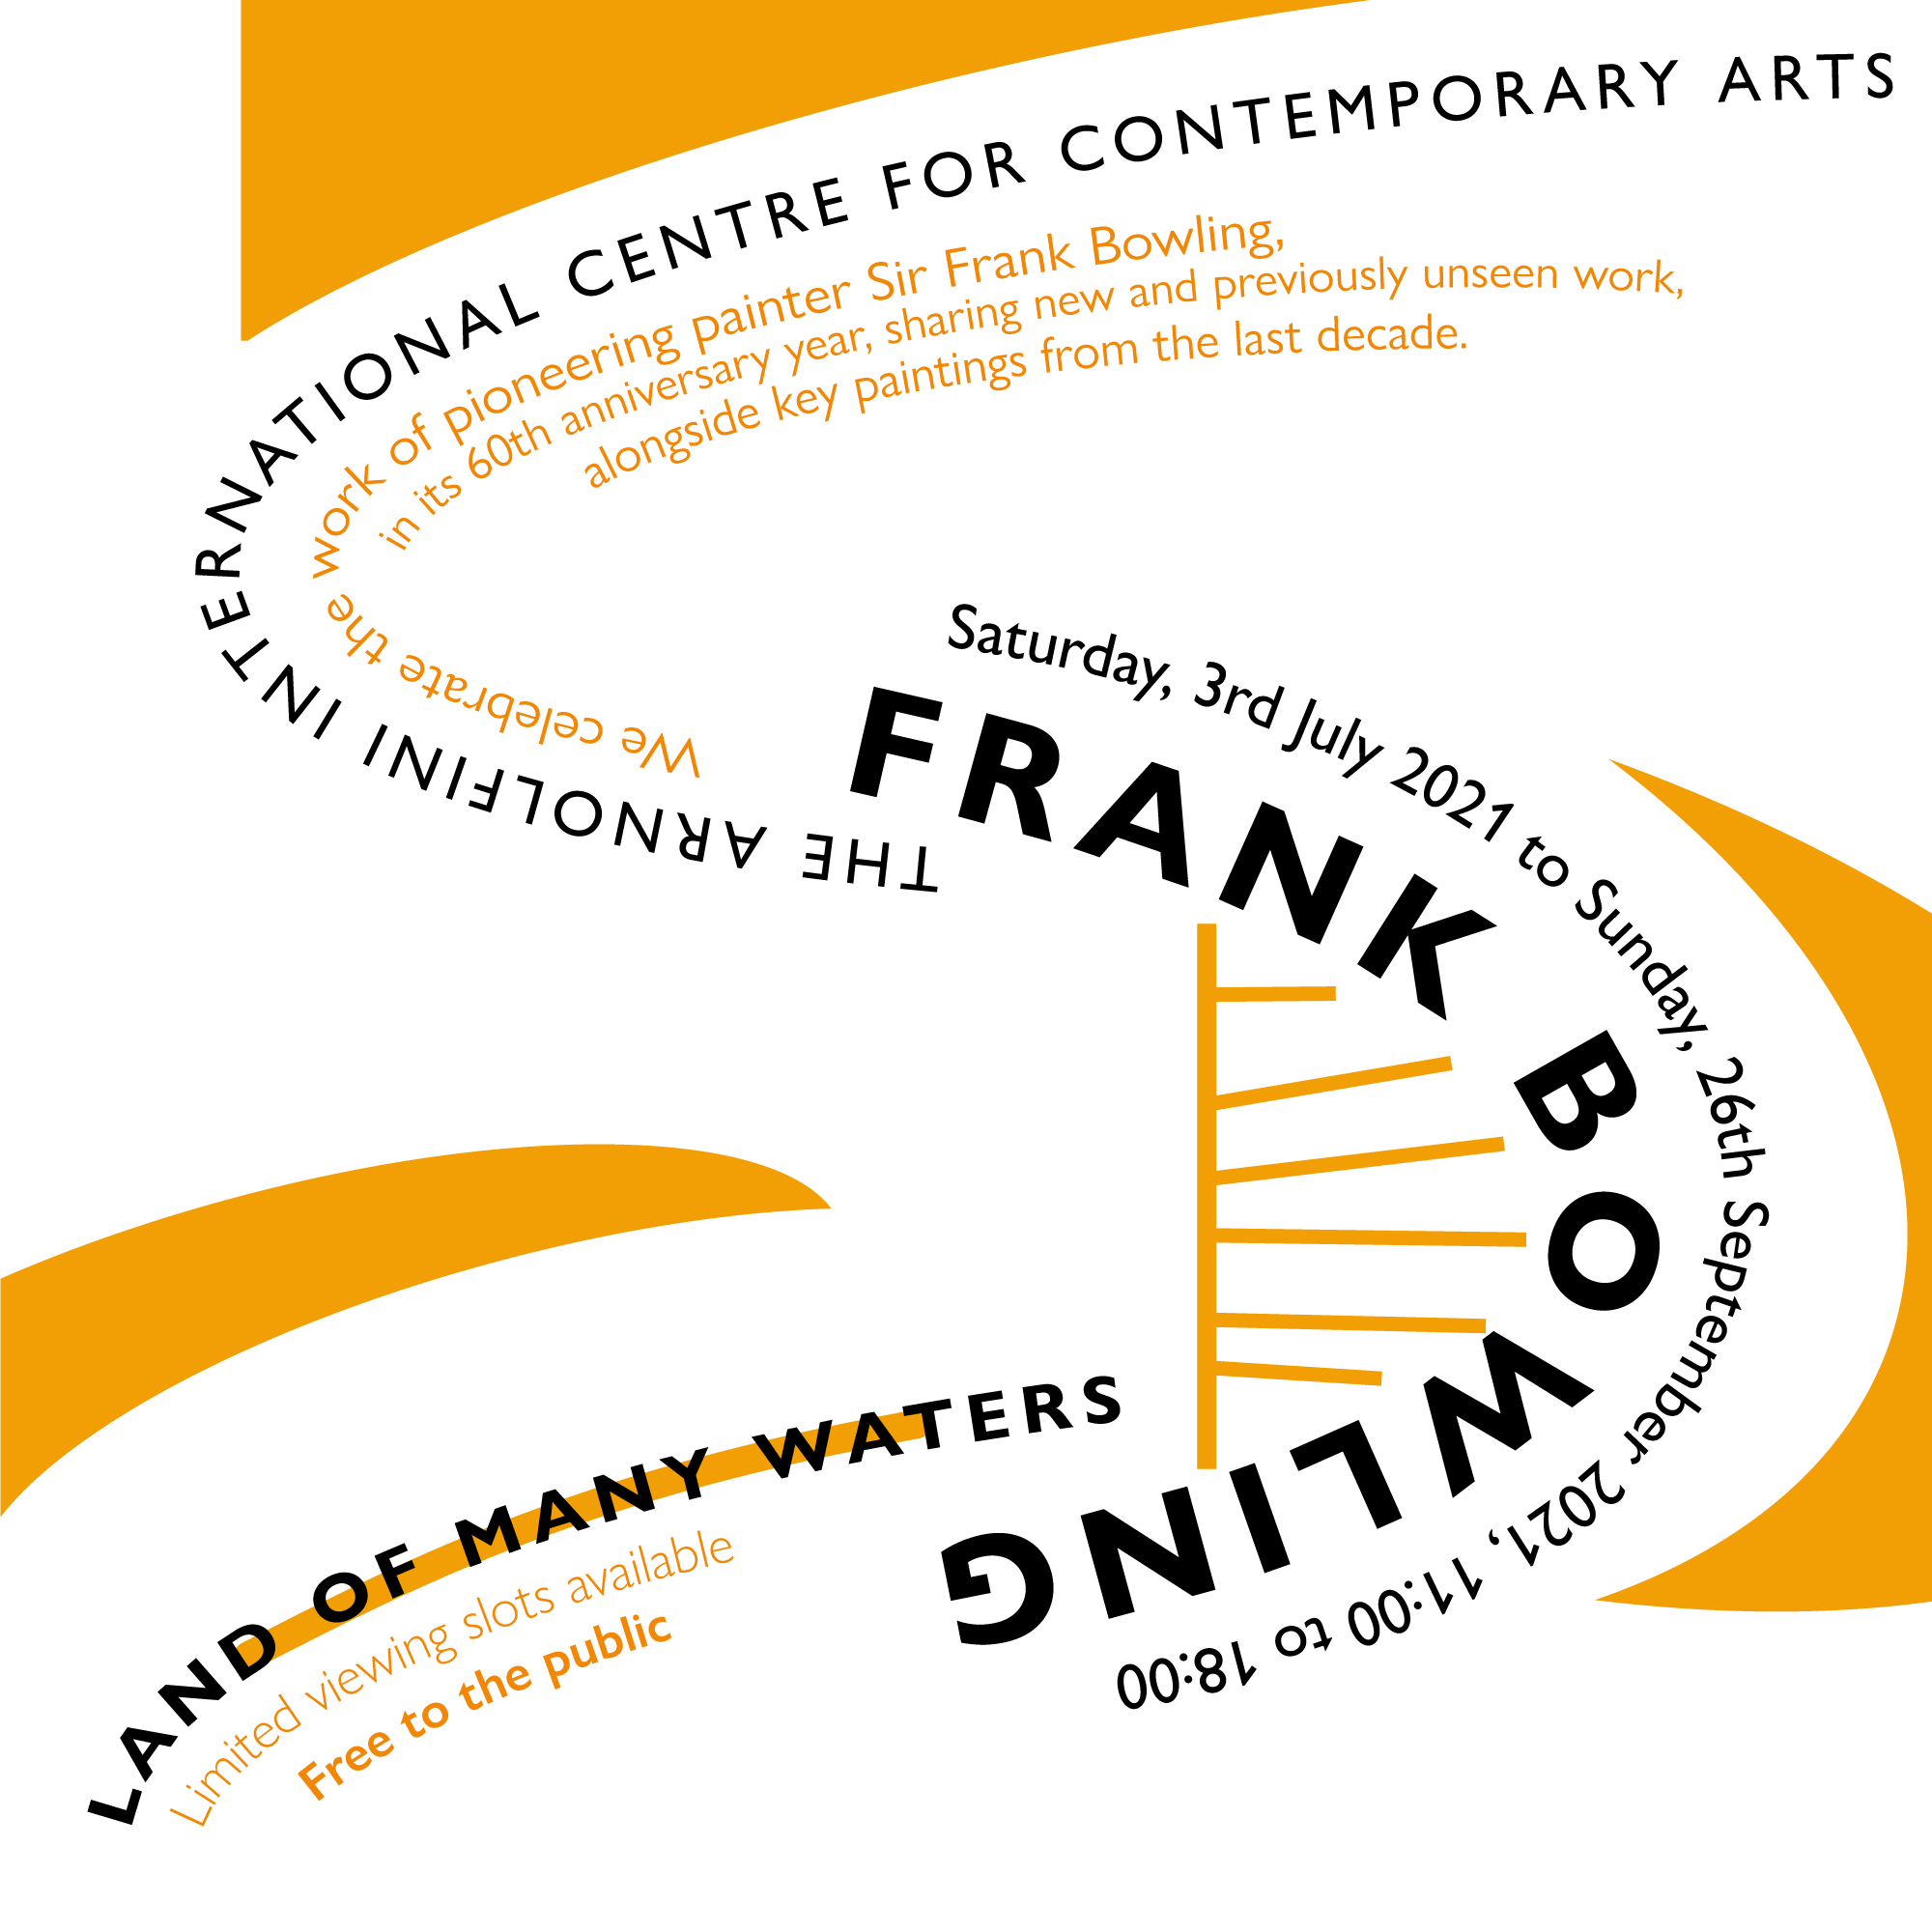 THE ARNOLFINI INTERNATIONAL CENTRE FOR CONTEMPORARY ARTS
We celebrate the work of pioneering painter Sir Frank Bowling,
in its 60th anniversary year, sharing new and previously unseen work,
alongside key paintings from the last decade.
Saturday, 3rd July 2021 to Sunday, 26th September 2021, 11:00 to 18:00
FRANK BOWLING
LAND OF MANY WATERS
Limited viewing slots available
Free to the public